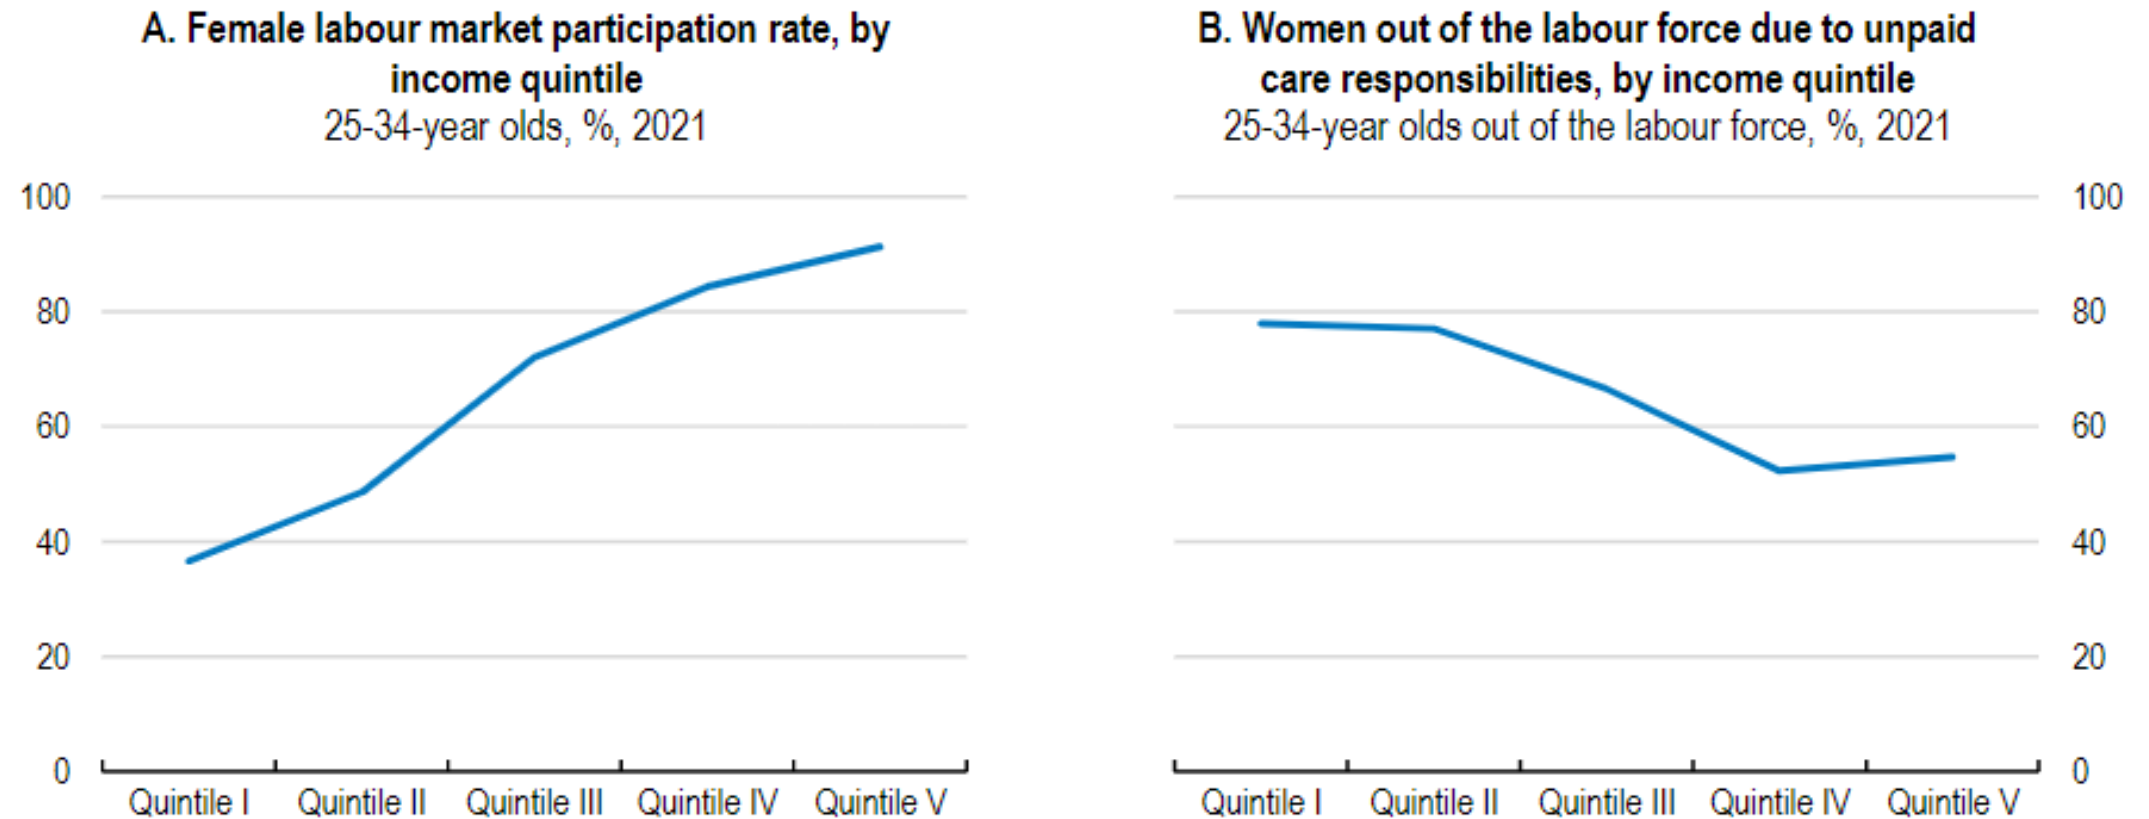 A. Female labour market participation rate, by
income quintile
25-34-year olds, %, 2021
100
80
60
40
20
0
Quintile I Quintile II Quintile III Quintile IV Quintile V
B. Women out of the labour force due to unpaid
care responsibilities, by income quintile
25-34-year olds out of the labour force, %, 2021
100
80
60
40
20
0
Quintile I Quintile II Quintile III Quintile IV Quintile V